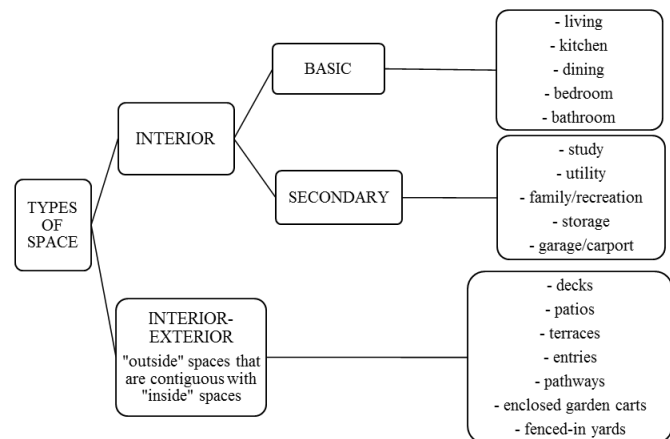 TYPES
OF
SPACE
INTERIOR
BASIC
- living
- kitchen
- dining
- bedroom
- bathroom
SECONDARY
- study
- utility
- family/recreation
- storage
- garage/carport
INTERIOR-
EXTERIOR
"outside" spaces that
are contiguous with
"inside" spaces
- decks
- patios
- terraces
- entries
- pathways
- enclosed garden carts
- fenced-in yards